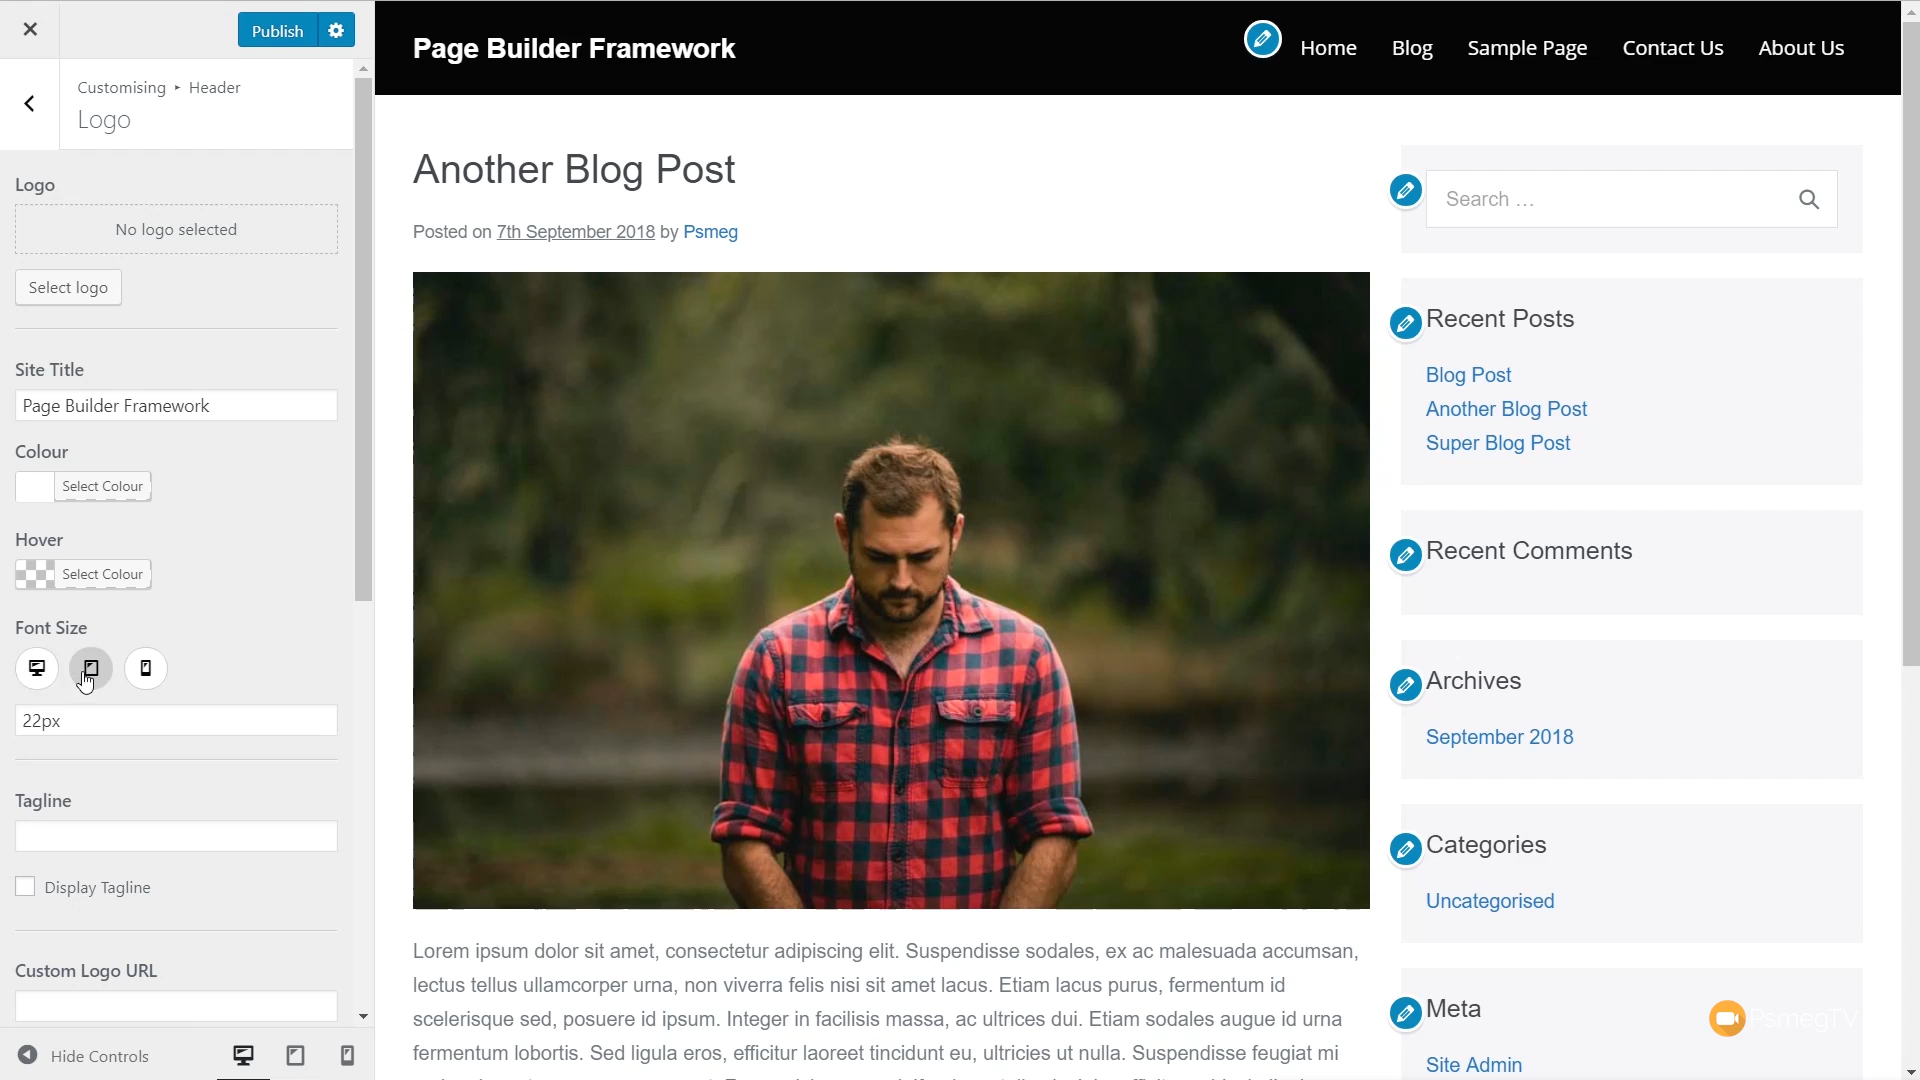 Publish
Customising ▸ Header
Logo
Logo
No logo selected
Select logo
Site Title
Page Builder Framework
Colour
Select Colour
Hover
Select Colour
Font Size
22px
Tagline
Display Tagline
Custom Logo URL
Hide Controls
Page Builder Framework
Home
Blog
Sample Page
Contact Us
About Us
Another Blog Post
Posted on 7th September 2018 by Psmeg
Lorem ipsum dolor sit amet, consectetur adipiscing elit. Suspendisse sodales, ex ac malesuada accumsan,
lectus tellus ullamcorper urna, non viverra felis nisi sit amet lacus. Etiam lacus purus, fermentum id
scelerisque sed, posuere id ipsum. Integer in facilisis massa, ac ultrices dui. Etiam sodales augue id urna
fermentum lobortis. Sed ligula eros, efficitur laoreet tincidunt eu, ultricies ut nulla. Suspendisse feugiat mi
Search …
Recent Posts
Blog Post
Another Blog Post
Super Blog Post
Recent Comments
Archives
September 2018
Categories
Uncategorised
Meta
PsmegTV
Site Admin